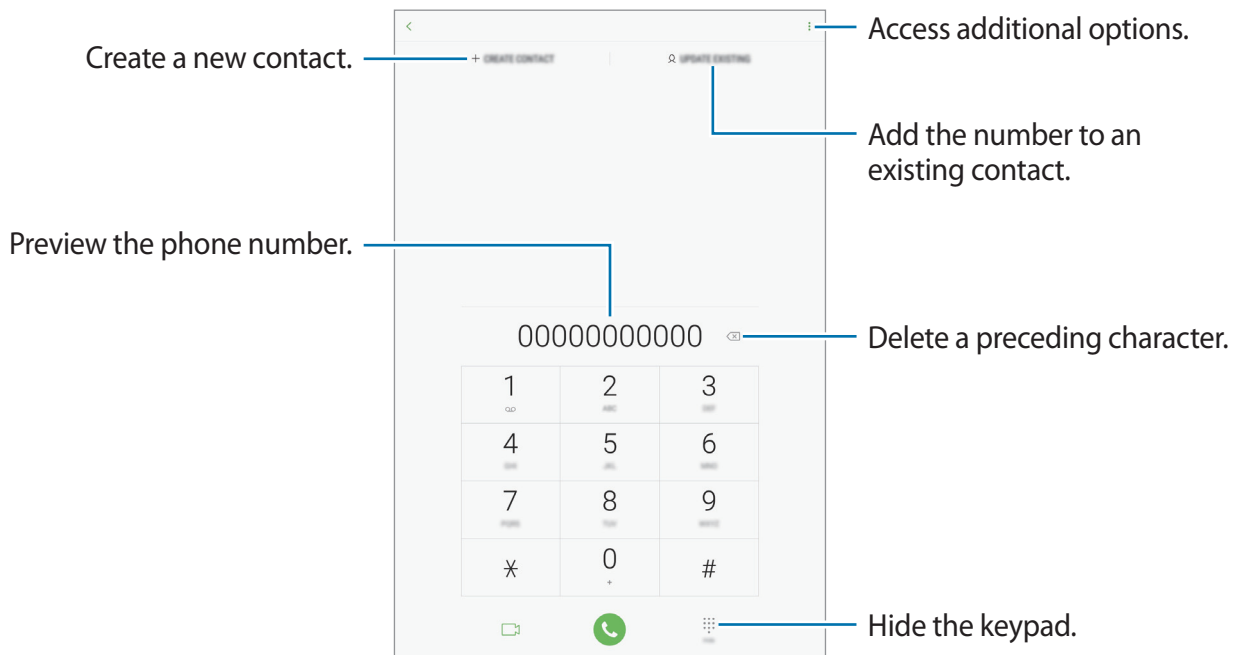 Access additional options.
Create a new contact.
CREATE CONTACT
UPDATE EXISTING
Add the number to an
existing contact.
Preview the phone number.
00000000000
Delete a preceding character.
1 2 3
ABC
4 5 6
JKL MNO
7 8 9
PQRS TUV WXYZ
* 0 #
+
Hide the keypad.